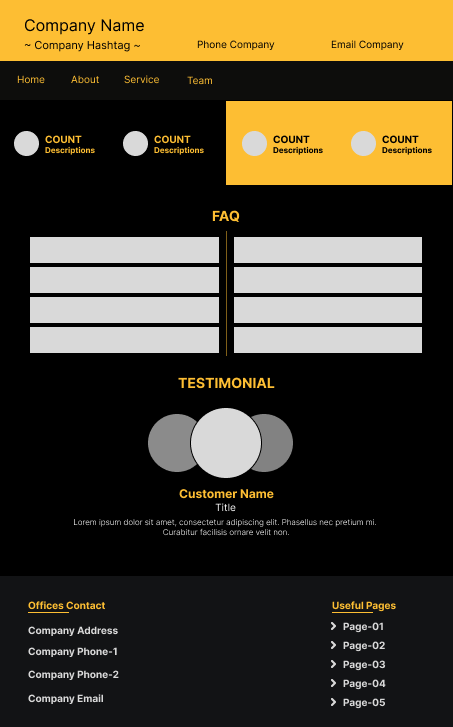 Company Name
~ Company Hashtag ~
Phone Company
Email Company
Home
About
Service
Team
COUNT
Descriptions
COUNT
Descriptions
COUNT
Descriptions
COUNT
Descriptions
FAQ
TESTIMONIAL
Customer Name
Title
Lorem ipsum dolor sit amet, consectetur adipiscing elit. Phasellus nec pretium mi.
Curabitur facilisis ornare velit non.
Offices Contact
Company Address
Company Phone-1
Company Phone-2
Company Email
Useful Pages
Page-01
Page-02
Page-03
Page-04
Page-05